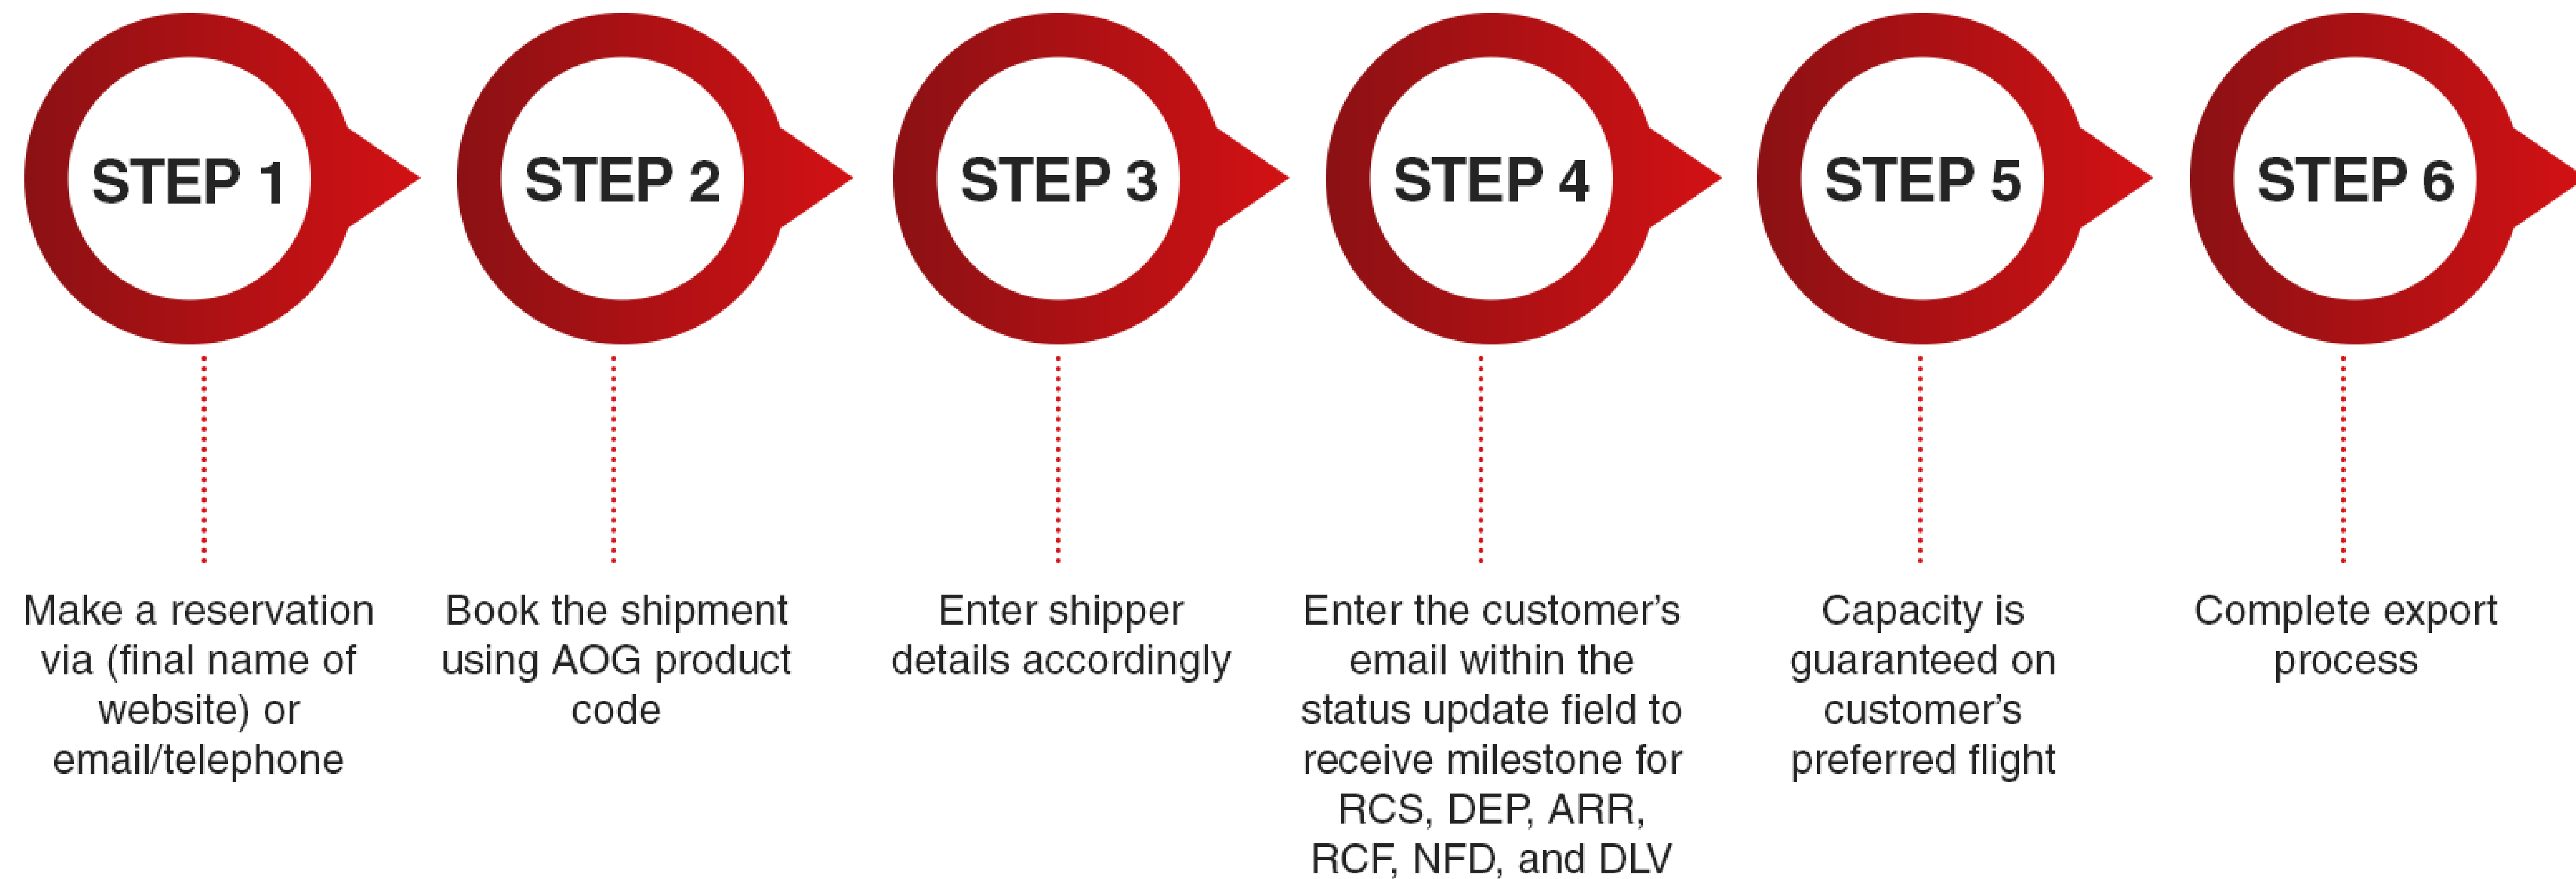 STEP 1
STEP 2
STEP 3
STEP 4
STEP 5
STEP 6
Make a reservation
via (final name of
website) or
email/telephone
Book the shipment
using AOG product
code
Enter shipper
details accordingly
Enter the customer’s
email within the
status update field to
receive milestone for
RCS, DEP, ARR,
RCF, NFD, and DLV
Capacity is
guaranteed on
customer’s
preferred flight
Complete export
process